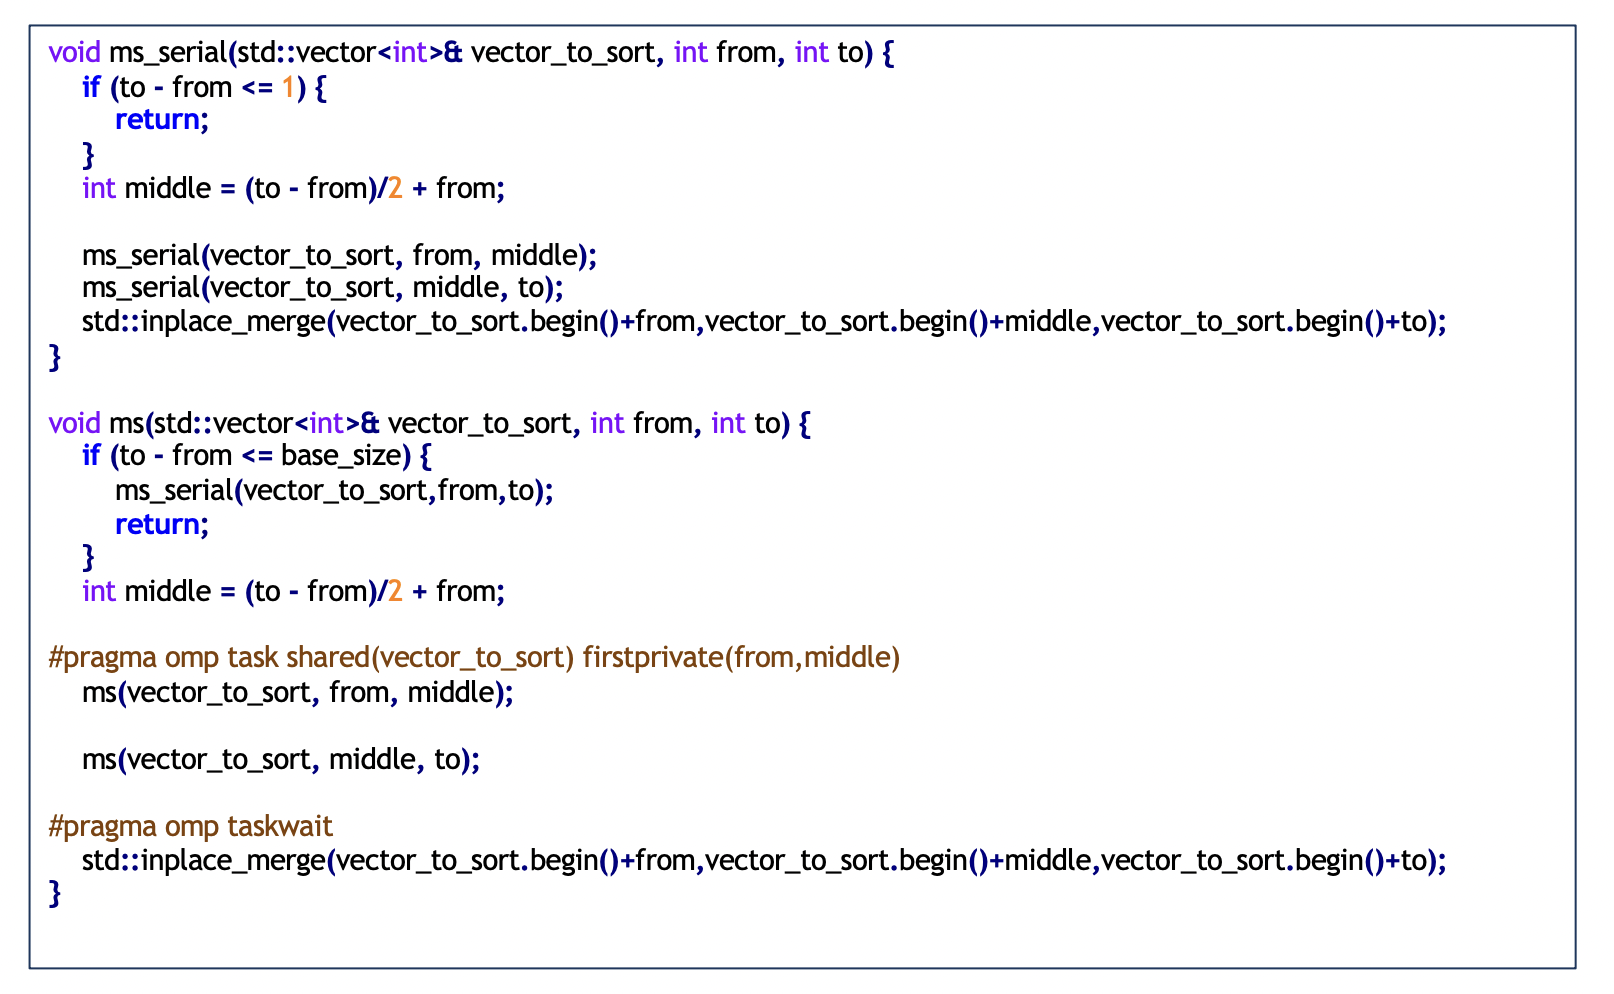 void ms_serial(std::vector<int>& vector_to_sort, int from, int to) {
if (to - from <= 1) {
return;
}
int middle = (to - from)/2 + from;
ms_serial(vector_to_sort, from, middle);
ms_serial(vector_to_sort, middle, to);
std::inplace_merge(vector_to_sort.begin()+from,vector_to_sort.begin()+middle,vector_to_sort.begin()+to);
}
void ms(std::vector<int>& vector_to_sort, int from, int to) {
if (to - from <= base_size) {
ms_serial(vector_to_sort,from,to);
return;
}
int middle = (to - from)/2 + from;
#pragma omp task shared(vector_to_sort) firstprivate(from,middle)
ms(vector_to_sort, from, middle);
ms(vector_to_sort, middle, to);
#pragma omp taskwait
std::inplace_merge(vector_to_sort.begin()+from,vector_to_sort.begin()+middle,vector_to_sort.begin()+to);
}